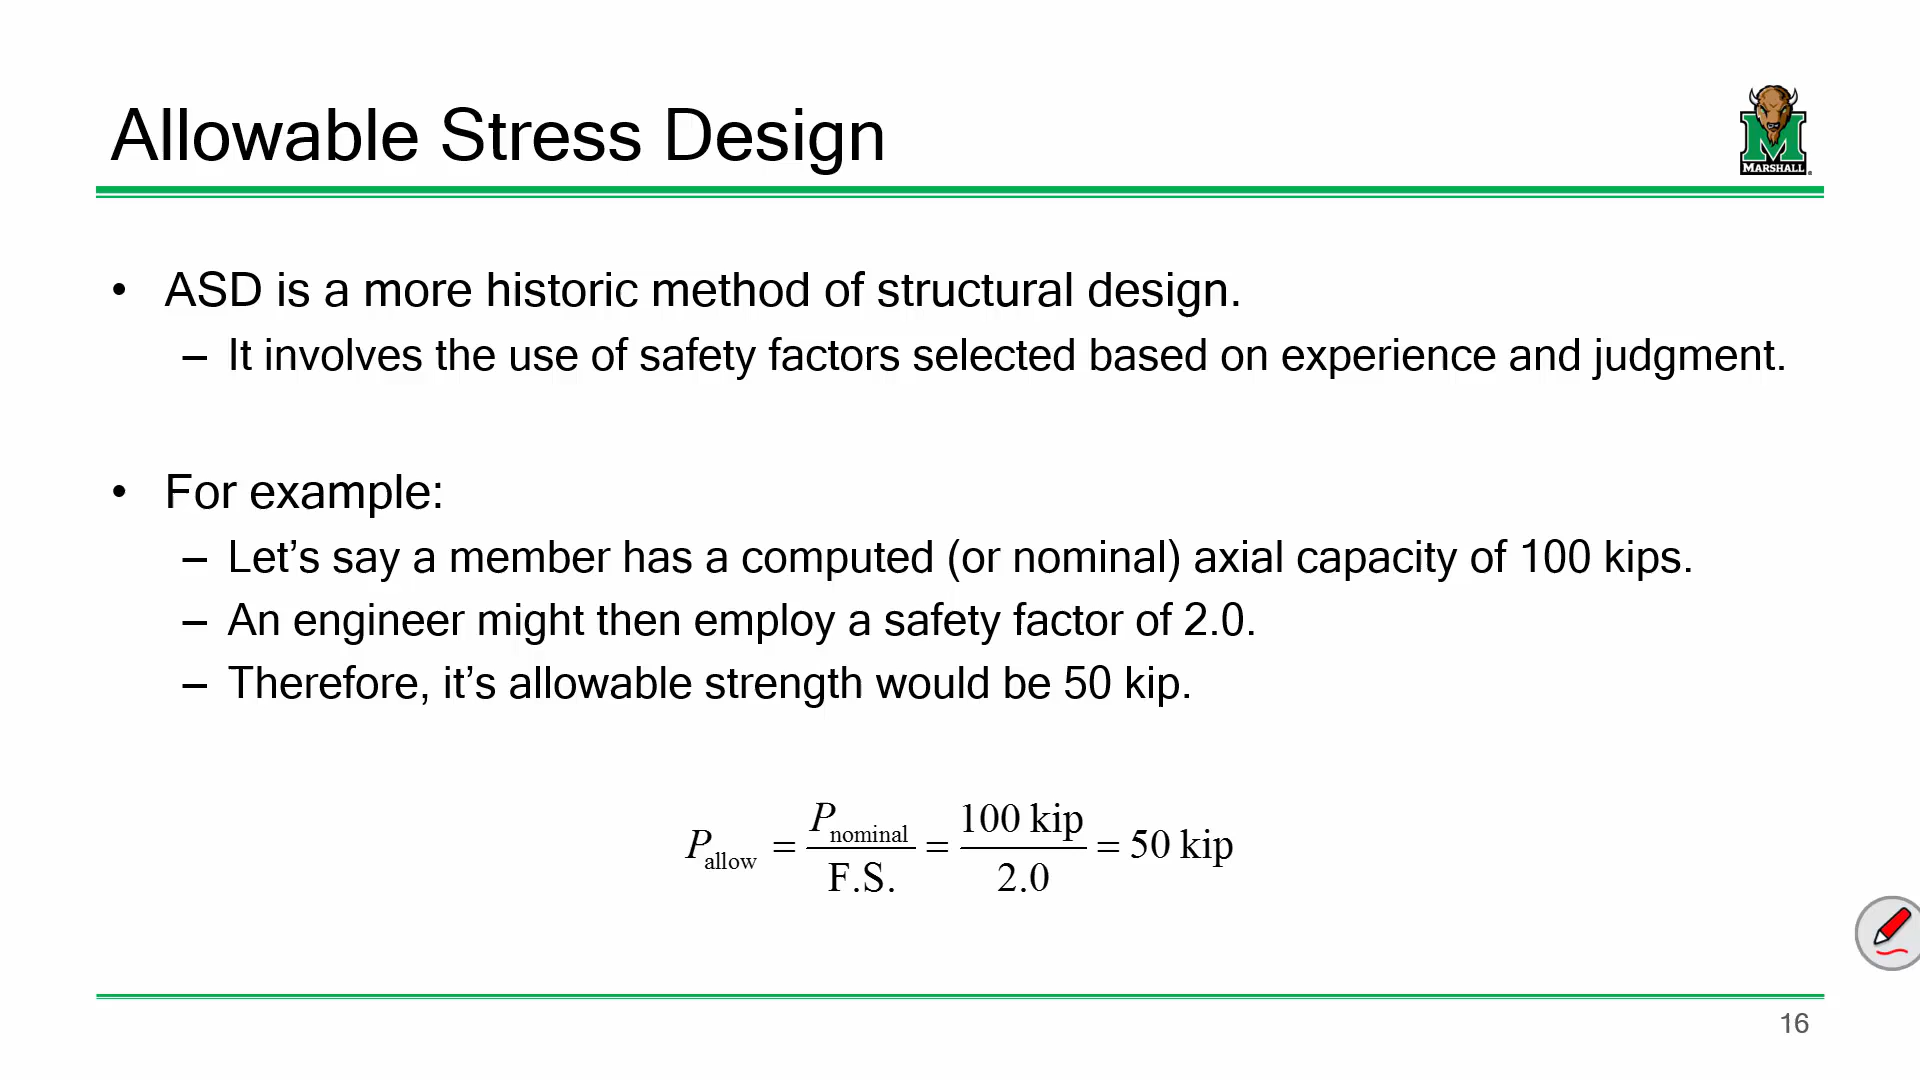 Allowable Stress Design
MARSHALL
• ASD is a more historic method of structural design.
– It involves the use of safety factors selected based on experience and judgment.
• For example:
– Let’s say a member has a computed (or nominal) axial capacity of 100 kips.
– An engineer might then employ a safety factor of 2.0.
– Therefore, it’s allowable strength would be 50 kip.
P_allow = P_nominal / F.S. = 100 kip / 2.0 = 50 kip
16